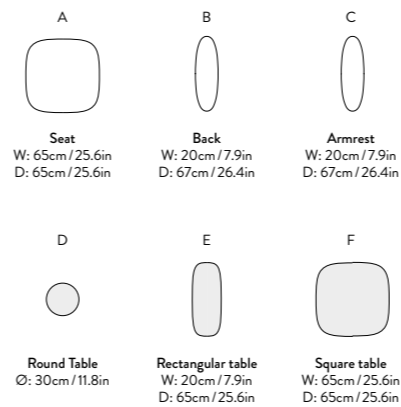 A
B
C
Seat
W: 65cm/25.6in
D: 65cm/25.6in
Back
W: 20cm/7.9in
D: 67cm/26.4in
Armrest
W: 20cm/7.9in
D: 67cm/26.4in
D
E
F
Round Table
Ø: 30cm/11.8in
Rectangular table
W: 20cm/7.9in
D: 65cm/25.6in
Square table
W: 65cm/25.6in
D: 65cm/25.6in